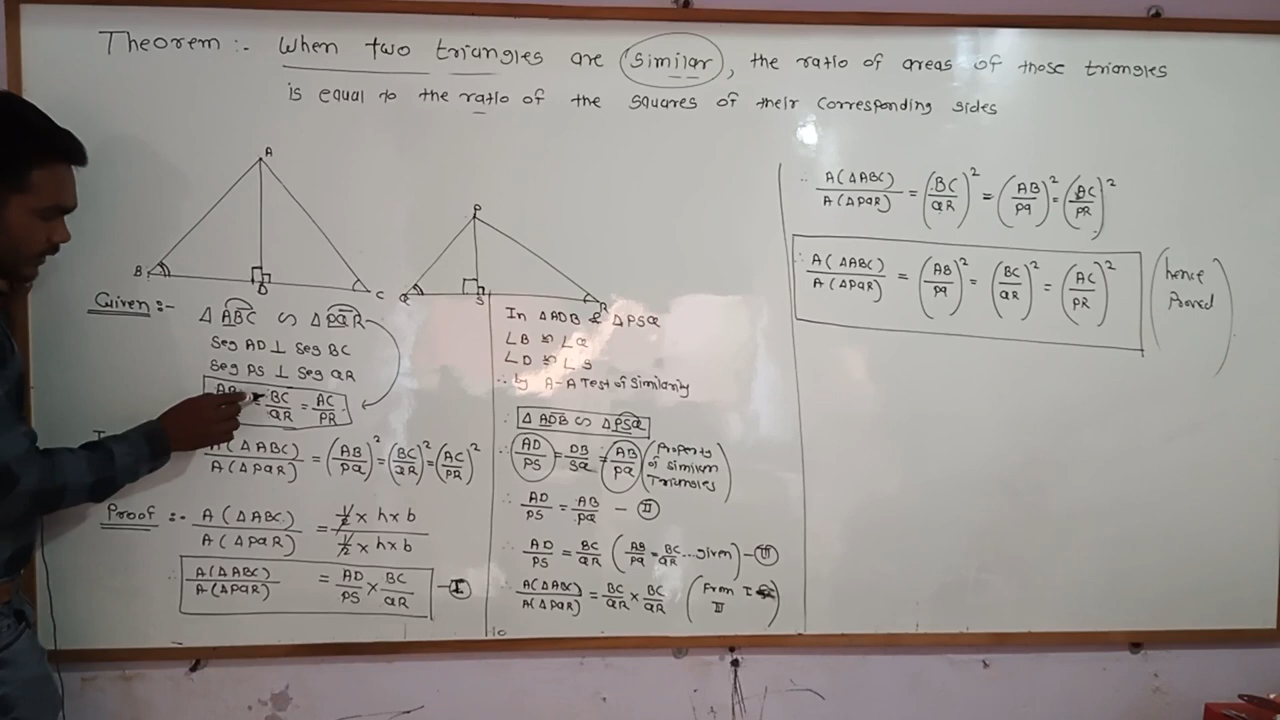 Theorem :- When two triangles are similar, the ratio of areas of those triangles
is equal to the ratio of the squares of their corresponding sides
A
B
D
C
P
Q
S
R
Given :-
Δ ABC ∽ Δ PQR
Seg AD ⊥ Seg BC
Seg PS ⊥ Seg QR
AB = BC/QR = AC/PR
A(ΔABC)/A(ΔPQR) = (AB/PQ)² = (BC/QR)² = (AC/PR)²
Proof :- A(ΔABC)/A(ΔPQR) = 1/2 × h × b / 1/2 × h × b
∴ A(ΔABC)/A(ΔPQR) = AD/PS × BC/QR — I
In ΔADB & ΔPSQ
∠B ≅ ∠Q
∠D ≅ ∠S
∴ by A-A Test of Similarity
∴ Δ ADB ∽ Δ PSQ
∴ AD/PS = DB/SQ = AB/PQ (Property of similar Triangles)
∴ AD/PS = AB/PQ — II
∴ AD/PS = BC/QR (AB/PQ = BC/QR ... given) — III
∴ A(ΔABC)/A(ΔPQR) = BC/QR × BC/QR (From I & III)
10
∴ A(ΔABC)/A(ΔPQR) = (BC/QR)² = (AB/PQ)² = (AC/PR)²
∴ A(ΔABC)/A(ΔPQR) = (AB/PQ)² = (BC/QR)² = (AC/PR)² (hence Proved)